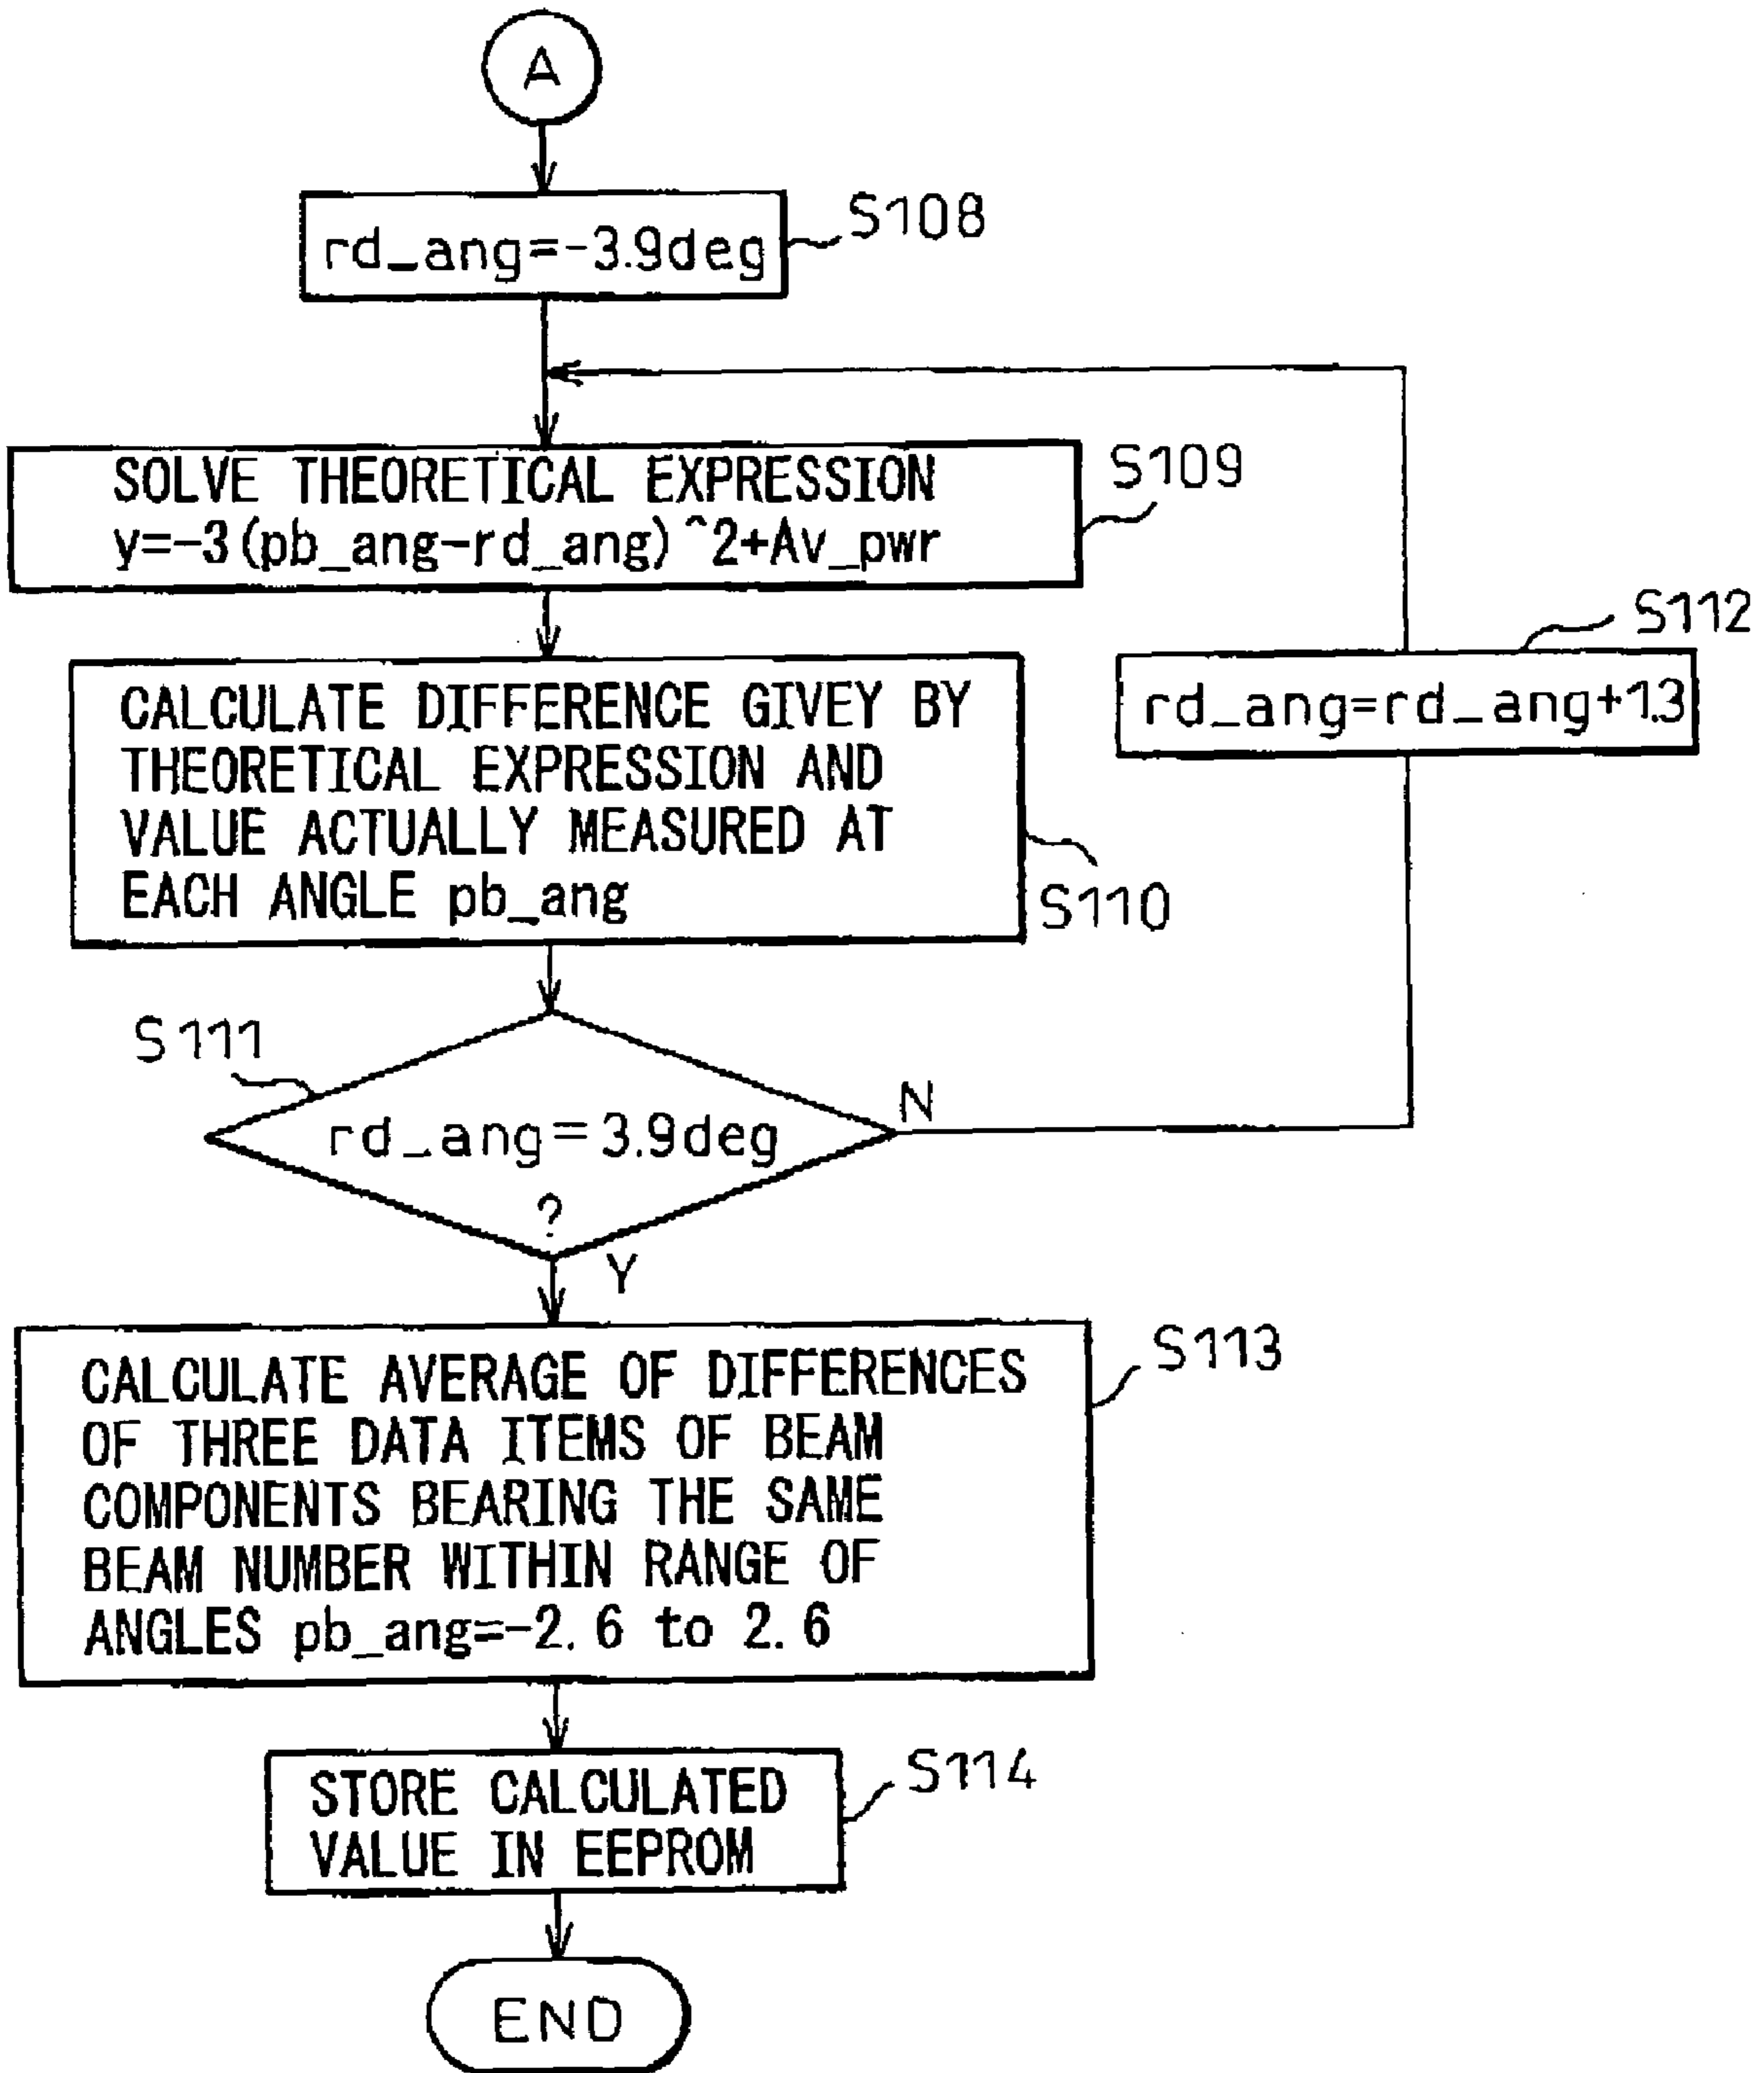 A
rd_ang=-3.9deg
S108
SOLVE THEORETICAL EXPRESSION
y=-3(pb_ang-rd_ang)^2+Av_pwr
S109
CALCULATE DIFFERENCE GIVEY BY
THEORETICAL EXPRESSION AND
VALUE ACTUALLY MEASURED AT
EACH ANGLE pb_ang
S110
S112
rd_ang=rd_ang+1.3
S111
rd_ang=3.9deg
?
N
Y
CALCULATE AVERAGE OF DIFFERENCES
OF THREE DATA ITEMS OF BEAM
COMPONENTS BEARING THE SAME
BEAM NUMBER WITHIN RANGE OF
ANGLES pb_ang=-2.6 to 2.6
S113
STORE CALCULATED
VALUE IN EEPROM
S114
END